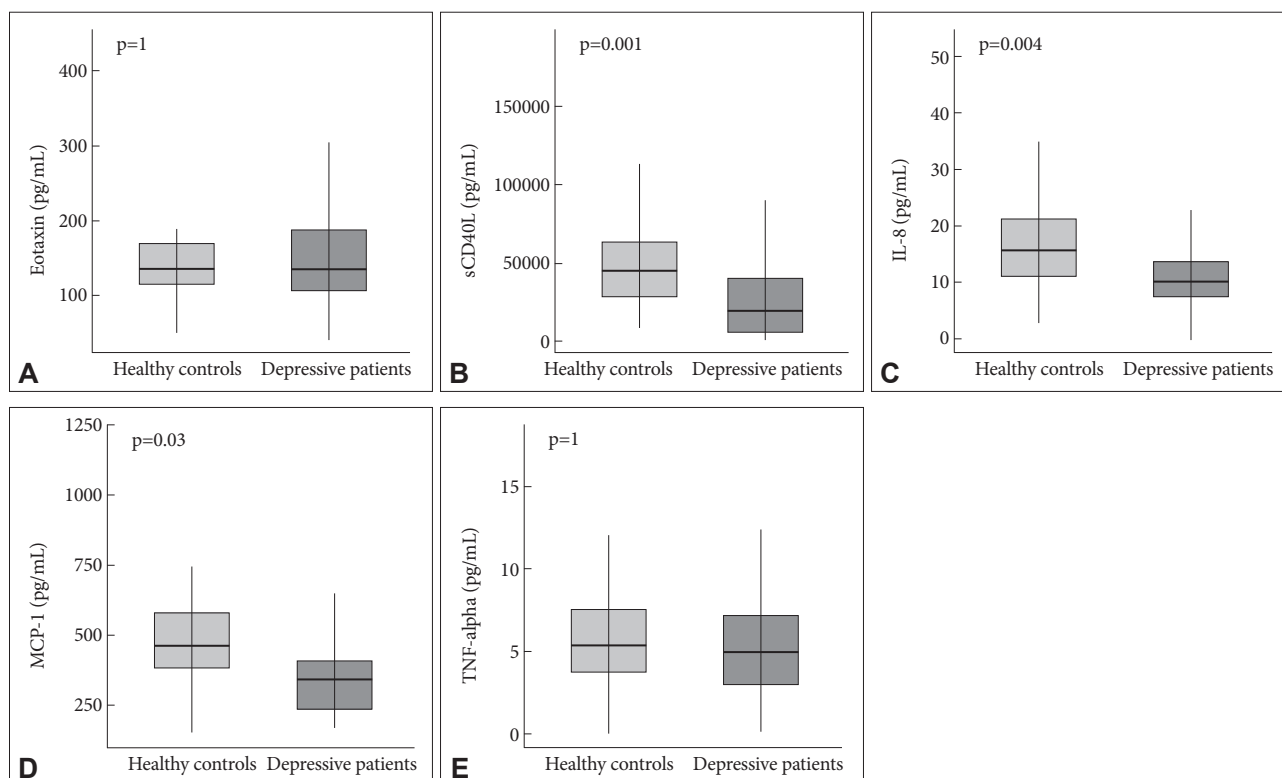 p=1
Eotaxin (pg/mL)
400
300
200
100
Healthy controls
Depressive patients
A
p=0.001
sCD40L (pg/mL)
150000
100000
50000
0
Healthy controls
Depressive patients
B
p=0.004
IL-8 (pg/mL)
50
40
30
20
10
0
Healthy controls
Depressive patients
C
p=0.03
MCP-1 (pg/mL)
1250
1000
750
500
250
Healthy controls
Depressive patients
D
p=1
TNF-alpha (pg/mL)
15
10
5
0
Healthy controls
Depressive patients
E